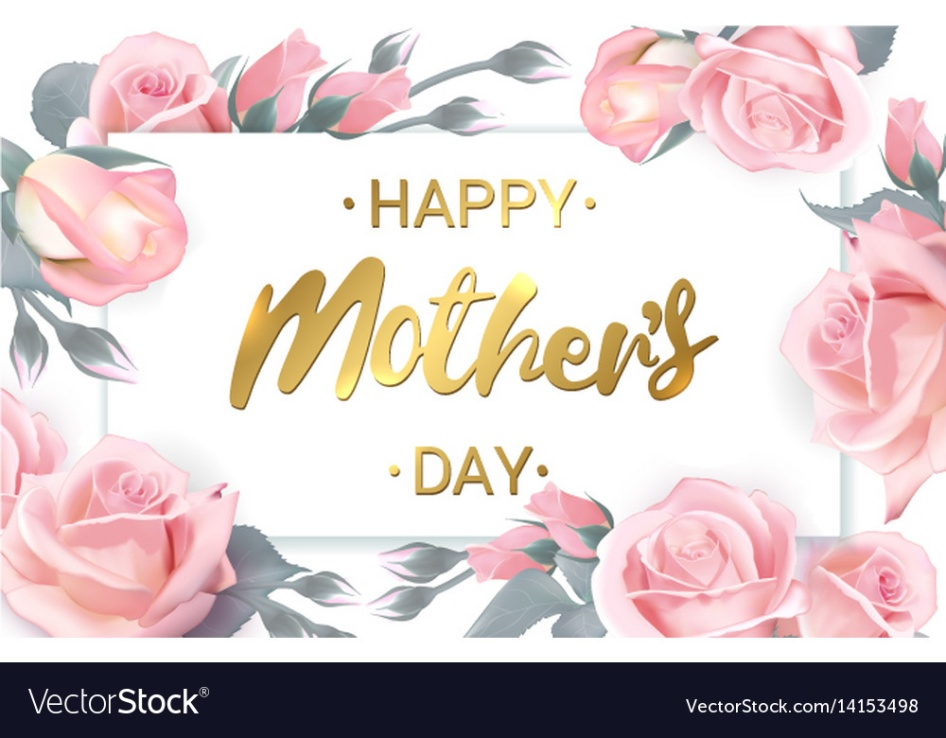 · HAPPY ·
Mother's
· DAY ·
VectorStock®
VectorStock.com/14153498